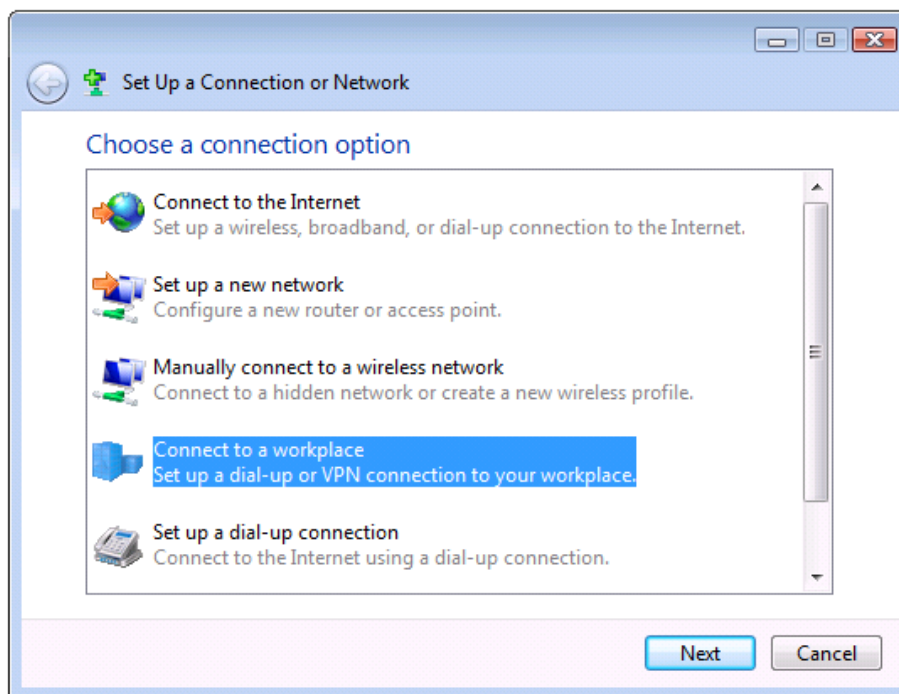 Set Up a Connection or Network
Choose a connection option
Connect to the Internet
Set up a wireless, broadband, or dial-up connection to the Internet.
Set up a new network
Configure a new router or access point.
Manually connect to a wireless network
Connect to a hidden network or create a new wireless profile.
Connect to a workplace
Set up a dial-up or VPN connection to your workplace.
Set up a dial-up connection
Connect to the Internet using a dial-up connection.
Next Cancel